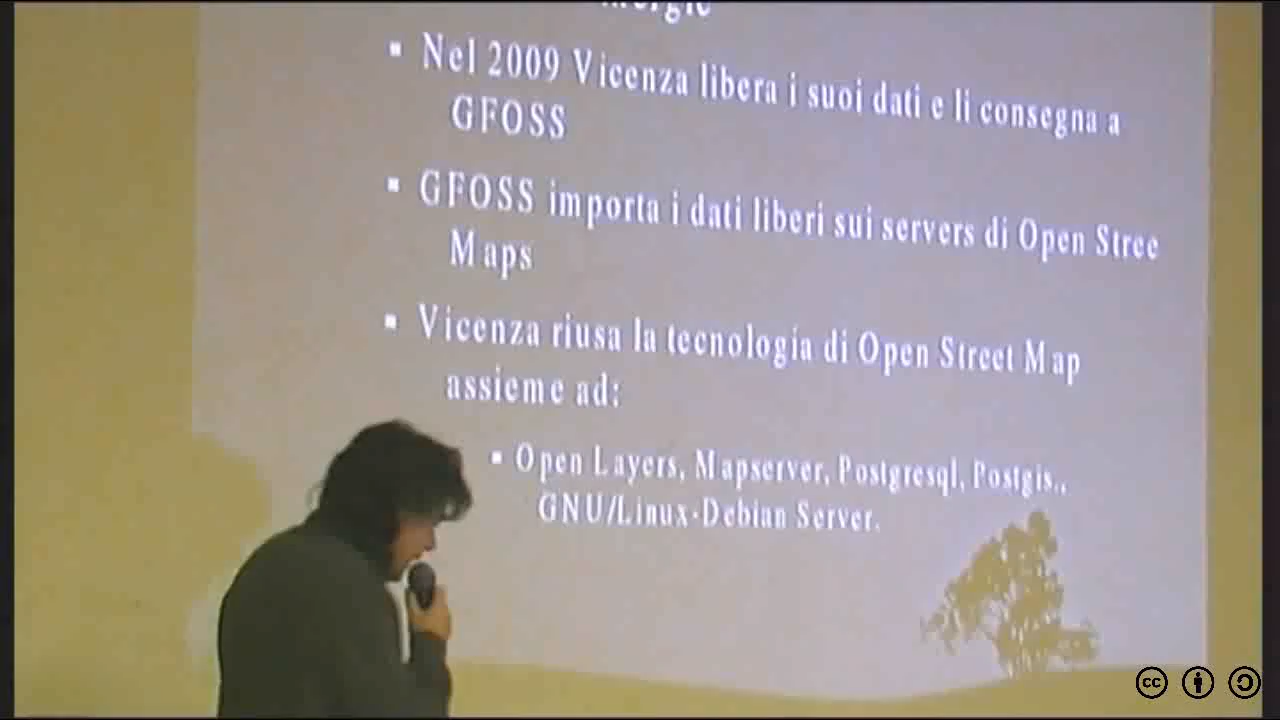 ▪ Nel 2009 Vicenza libera i suoi dati e li consegna a
GFOSS
▪ GFOSS importa i dati liberi sui servers di Open Stree
Maps
▪ Vicenza riusa la tecnologia di Open Street Map
assieme ad:
▪ Open Layers, Mapserver, Postgresql, Postgis.,
GNU/Linux-Debian Server.
cc